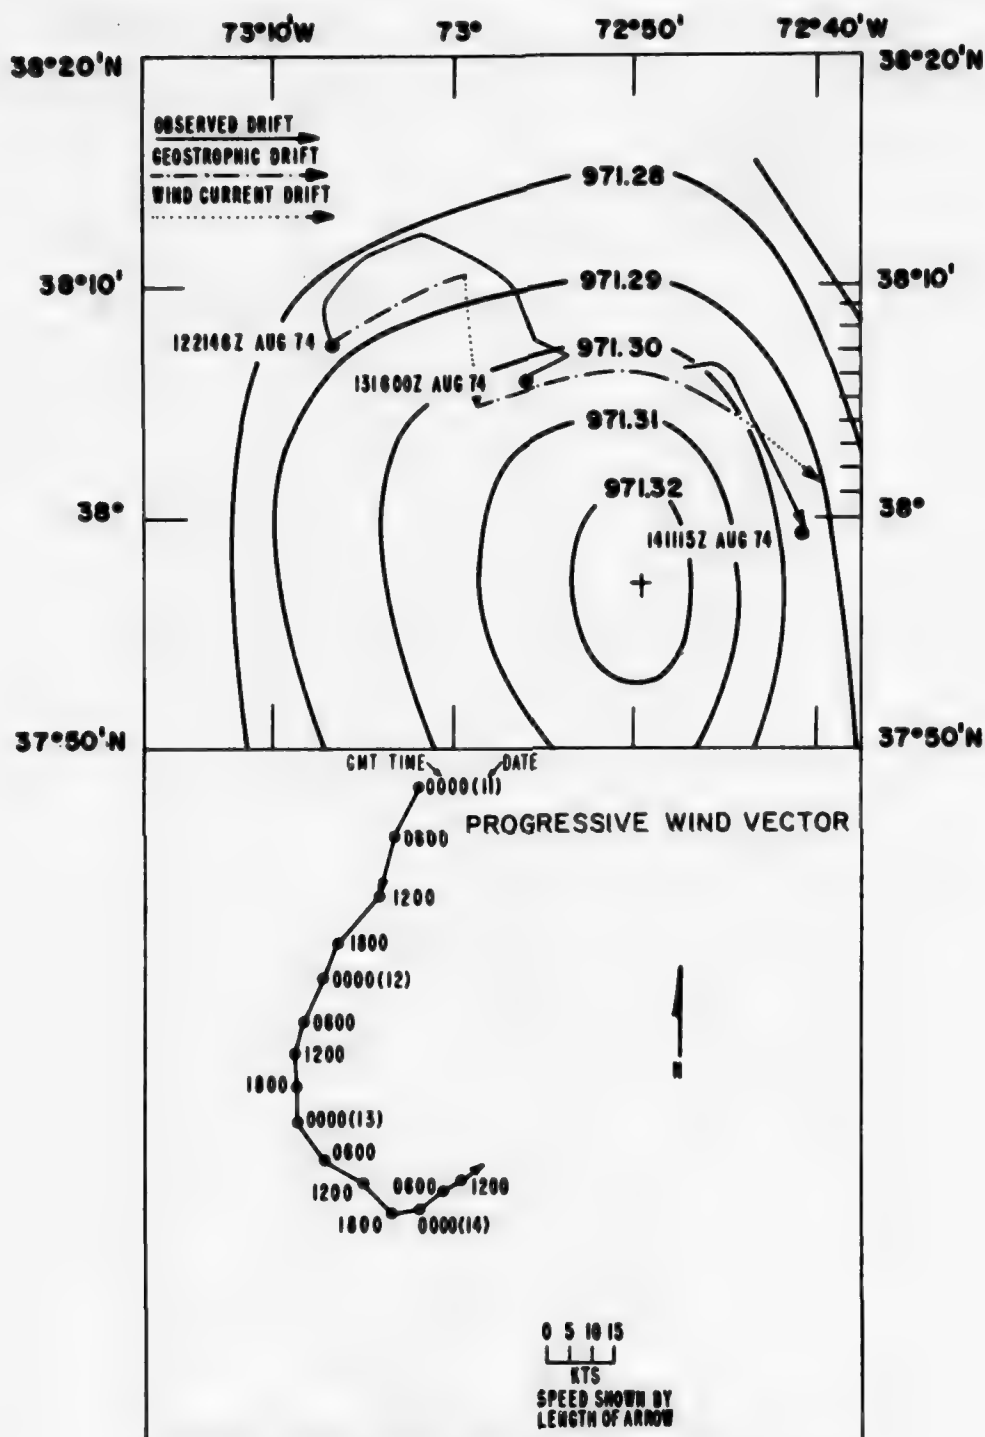 73°10'W 73° 72°50' 72°40'
38°20'N 38°20'N
OBSERVED DRIFT
GEOSTROPHIC DRIFT
WIND CURRENT DRIFT
971.28
38°10' 38°10'
971.29
122146Z AUG 74
971.30
131600Z AUG 74
971.31
971.32
38° 38°
141115Z AUG 74
37°50'N 37°50'N
GMT TIME DATE
0000(11)
PROGRESSIVE WIND VECTOR
0600
1200
1800
0000(12)
0600
1200
1800
0000(13)
0600
1200 0600 1200
1800 0000(14)
N
0 5 10 15
KTS
SPEED SHOWN BY
LENGTH OF ARROW